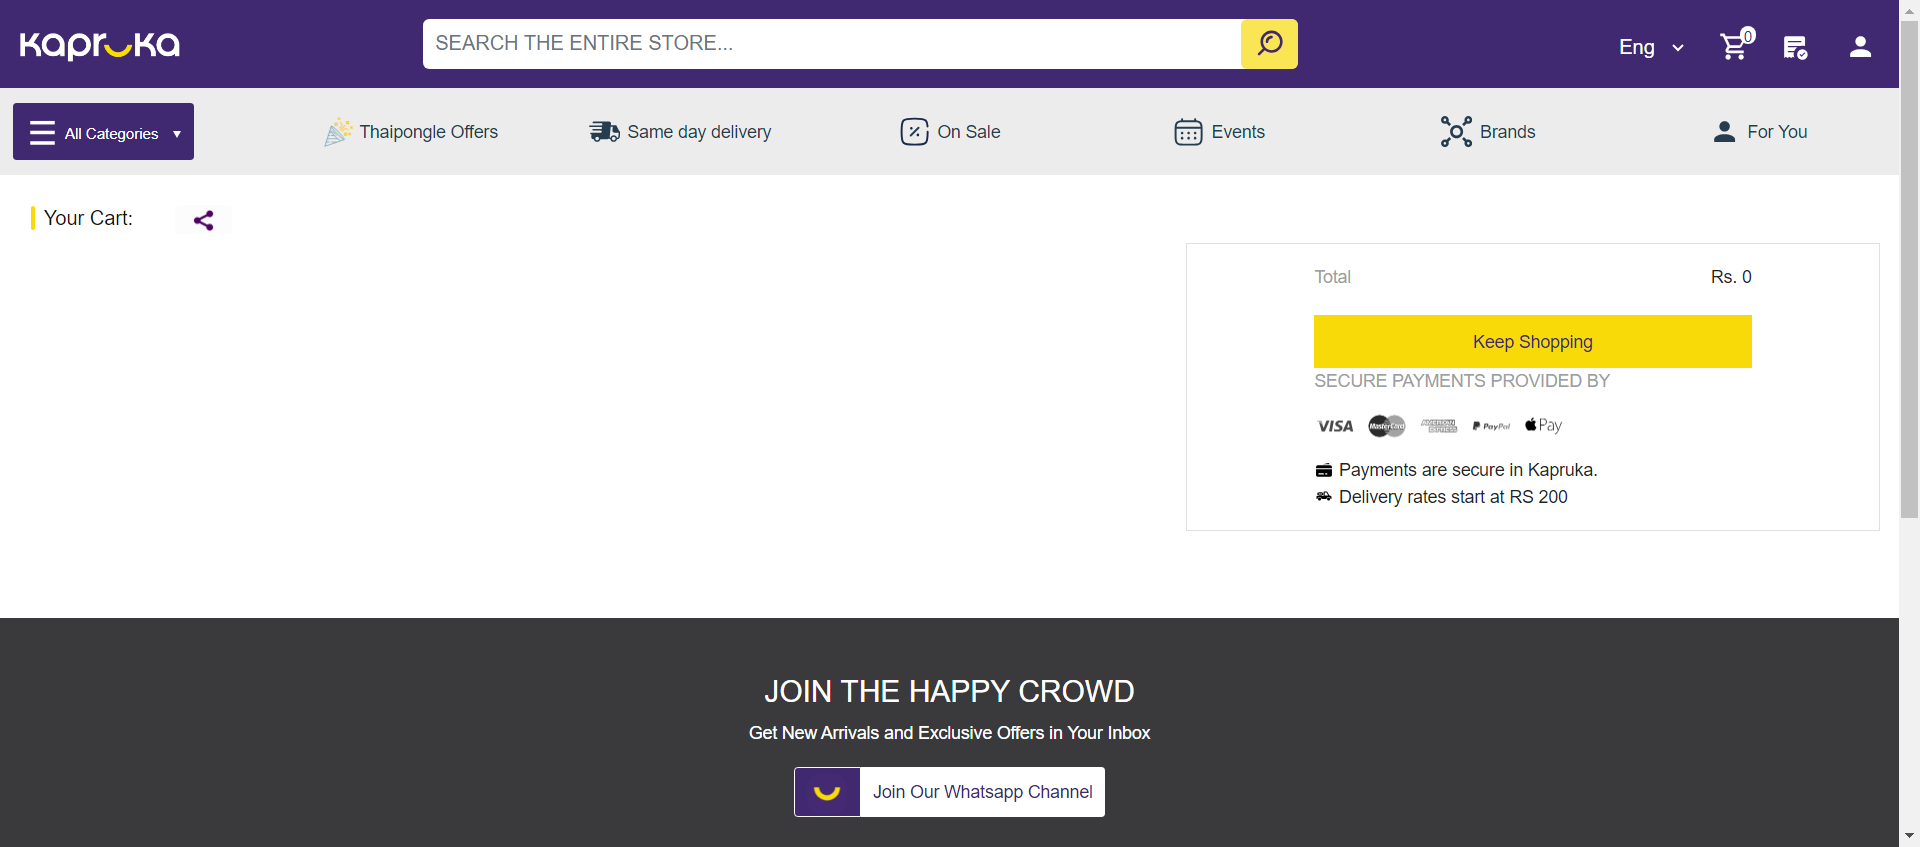 Kapruka
SEARCH THE ENTIRE STORE...
Eng
0
All Categories ▼
Thaipongle Offers
Same day delivery
On Sale
Events
Brands
For You
Your Cart:
Total Rs. 0
Keep Shopping
SECURE PAYMENTS PROVIDED BY
VISA MasterCard AMERICAN EXPRESS PayPal Pay
Payments are secure in Kapruka.
Delivery rates start at RS 200
JOIN THE HAPPY CROWD
Get New Arrivals and Exclusive Offers in Your Inbox
Join Our Whatsapp Channel